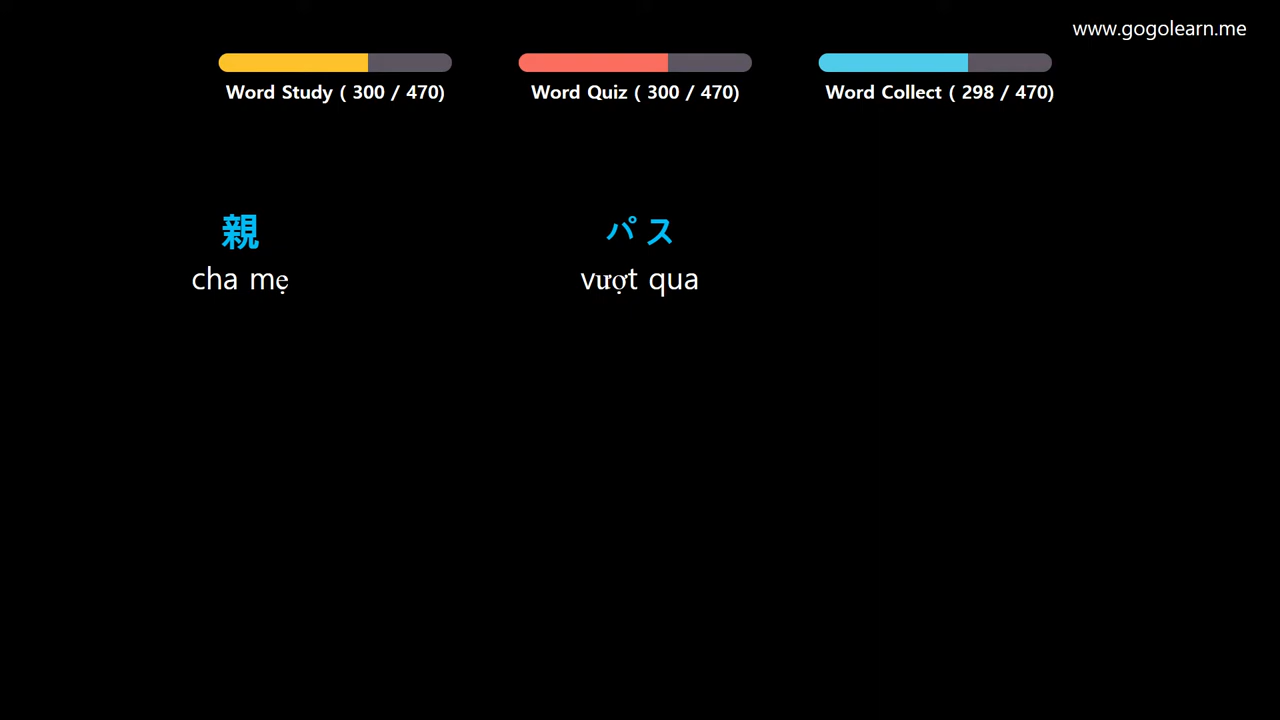 www.gogolearn.me
Word Study ( 300 / 470)
Word Quiz ( 300 / 470)
Word Collect ( 298 / 470)
親
cha mẹ
パス
vượt qua